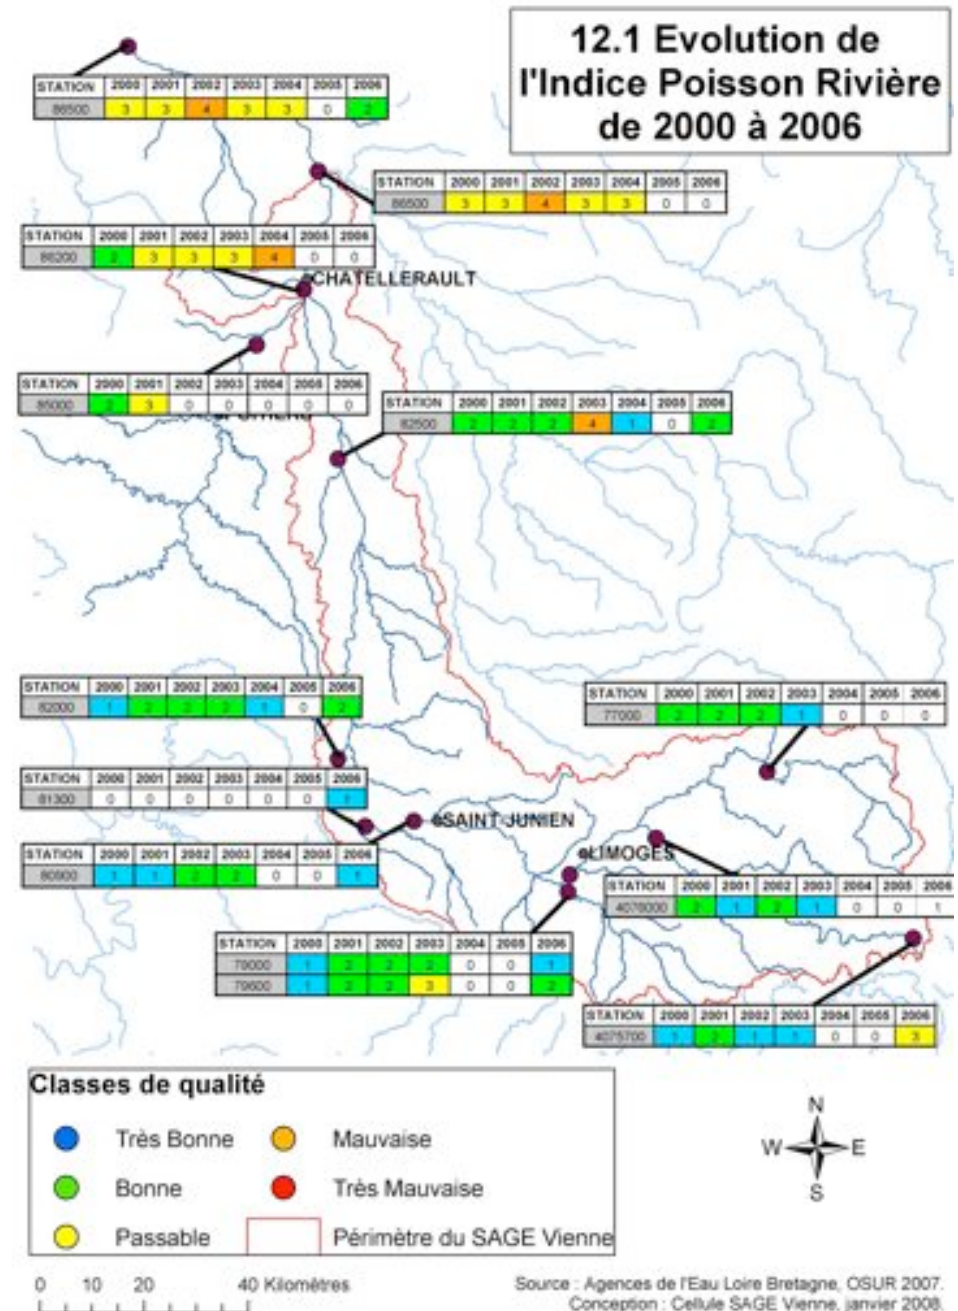 12.1 Evolution de
l'Indice Poisson Rivière
de 2000 à 2006
STATION 2000 2001 2002 2003 2004 2005 2006
86500 3 3 4 3 3 0 2
STATION 2000 2001 2002 2003 2004 2005 2006
86500 3 3 4 3 3 0 0
STATION 2000 2001 2002 2003 2004 2005 2006
86200 2 3 3 3 4 0 0
CHATELLERAULT
STATION 2000 2001 2002 2003 2004 2005 2006
85000 2 3 0 0 0 0 0
STATION 2000 2001 2002 2003 2004 2005 2006
82500 2 2 2 4 1 0 2
STATION 2000 2001 2002 2003 2004 2005 2006
82000 1 2 2 2 1 0 2
STATION 2000 2001 2002 2003 2004 2005 2006
77000 2 2 2 1 0 0 0
STATION 2000 2001 2002 2003 2004 2005 2006
81300 0 0 0 0 0 0 1
SAINT JUNIEN
STATION 2000 2001 2002 2003 2004 2005 2006
80900 1 1 2 2 0 0 1
LIMOGES
STATION 2000 2001 2002 2003 2004 2005 2006
4076000 2 1 2 1 0 0 1
STATION 2000 2001 2002 2003 2004 2005 2006
79000 1 2 2 2 0 0 1
79600 1 2 2 3 0 0 2
STATION 2000 2001 2002 2003 2004 2005 2006
4075700 1 2 1 1 0 0 3
Classes de qualité
Très Bonne Mauvaise
Bonne Très Mauvaise
Passable Périmètre du SAGE Vienne
N
W E
S
0 10 20 40 Kilomètres
Source : Agences de l'Eau Loire Bretagne, OSUR 2007.
Conception : Cellule SAGE Vienne, janvier 2008.